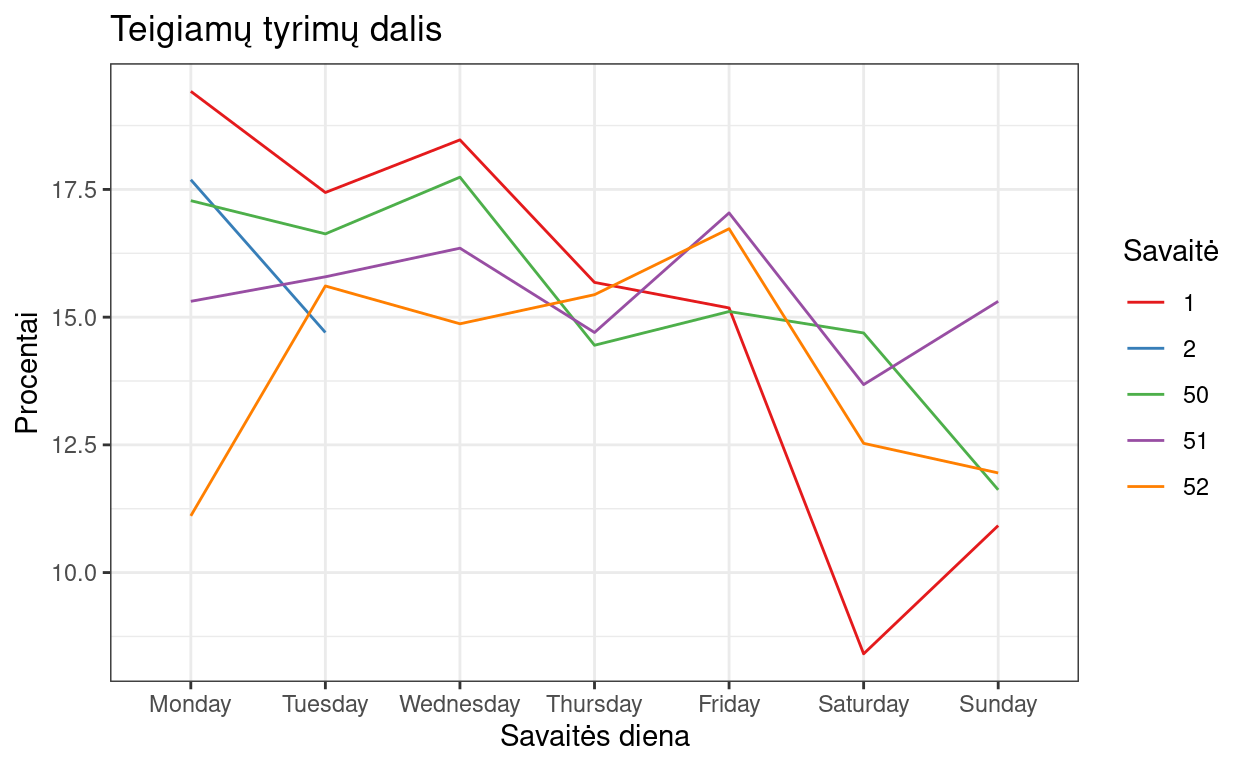 Teigiamų tyrimų dalis
Procentai
17.5
15.0
12.5
10.0
Monday Tuesday Wednesday Thursday Friday Saturday Sunday
Savaitės diena
Savaitė
1
2
50
51
52